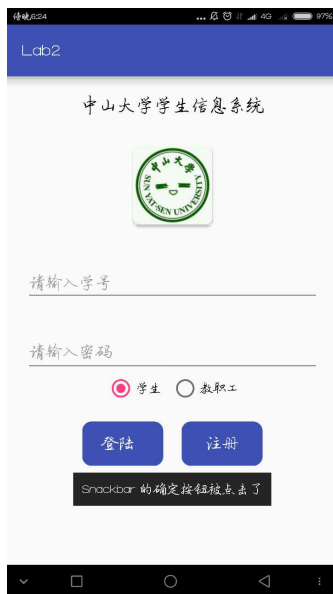 傍晚6:24 ... 4G 97%
Lab2
中山大学学生信息系统
中山大学
SUN YAT-SEN UNIVERSITY
请输入学号
请输入密码
学生 教职工
登陆 注册
Snackbar 的确定按钮被点击了